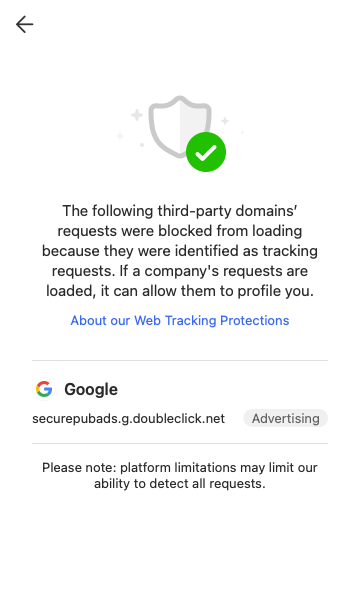 The following third-party domains’
requests were blocked from loading
because they were identified as tracking
requests. If a company's requests are
loaded, it can allow them to profile you.
About our Web Tracking Protections
Google
securepubads.g.doubleclick.net Advertising
Please note: platform limitations may limit our
ability to detect all requests.